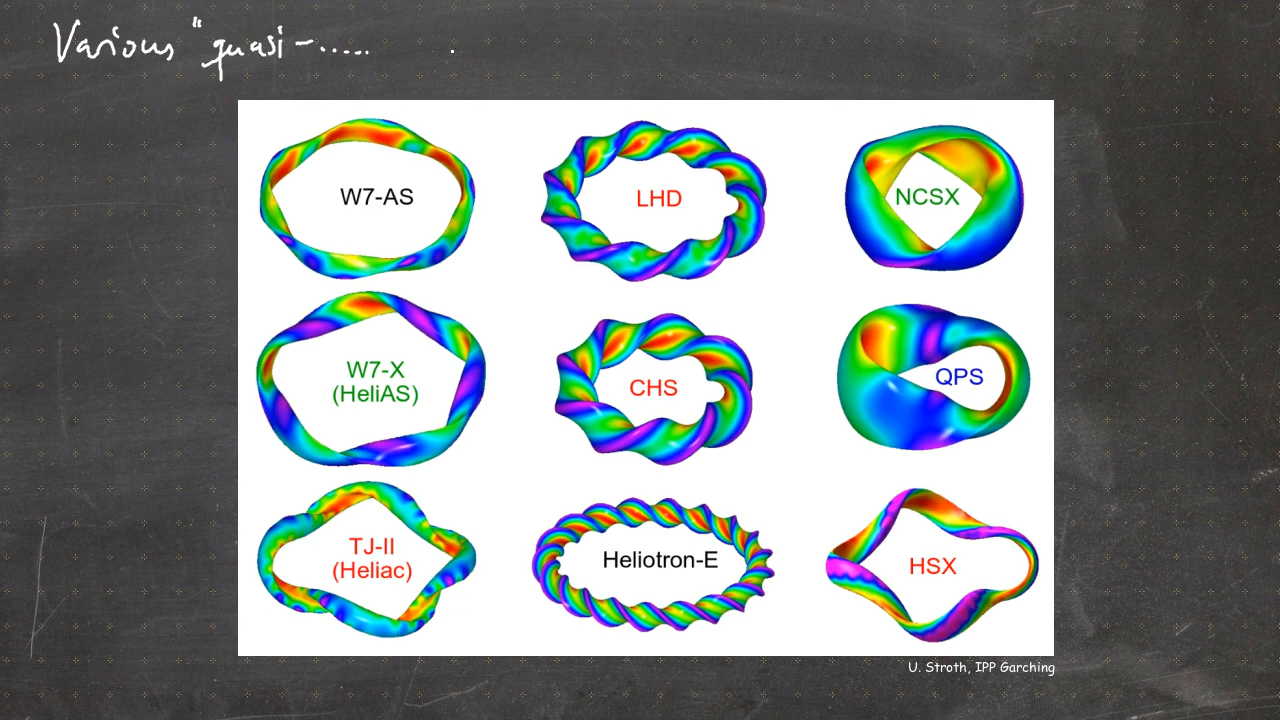 Various "quasi-.....
W7-AS
LHD
NCSX
W7-X
(HeliAS)
CHS
QPS
TJ-II
(Heliac)
Heliotron-E
HSX
U. Stroth, IPP Garching